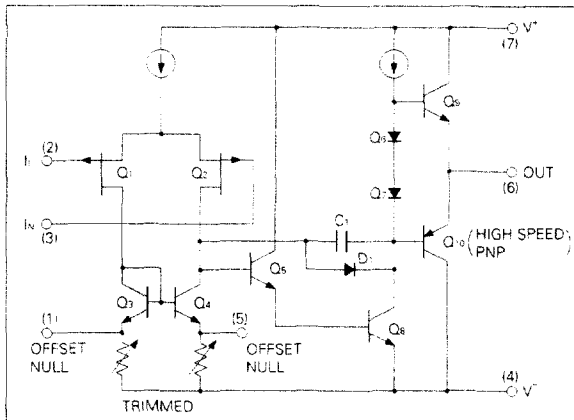 V+
(7)
Q9
(2)
II
Q1
Q2
Q6
Q7
OUT
(6)
IN
(3)
C1
Q10
(HIGH SPEED)
PNP
D1
Q5
Q3
Q4
Q8
(1)
(5)
OFFSET
NULL
OFFSET
NULL
(4)
V-
TRIMMED